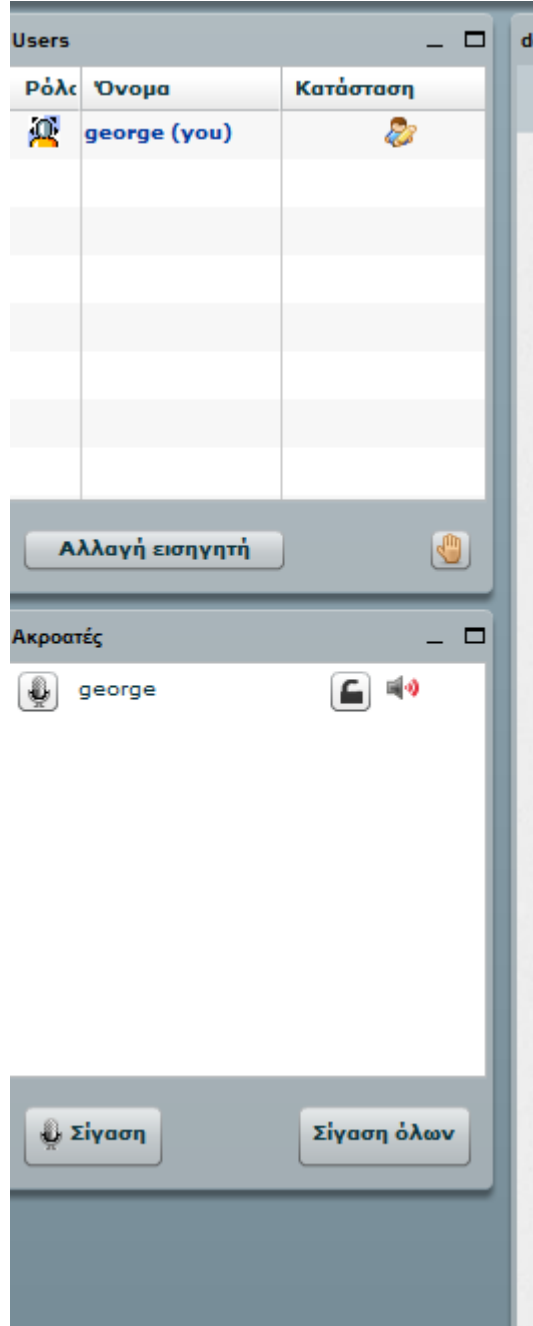 Users
d
Ρόλο Όνομα Κατάσταση
george (you)
Αλλαγή εισηγητή
Ακροατές
george
Σίγαση Σίγαση όλων